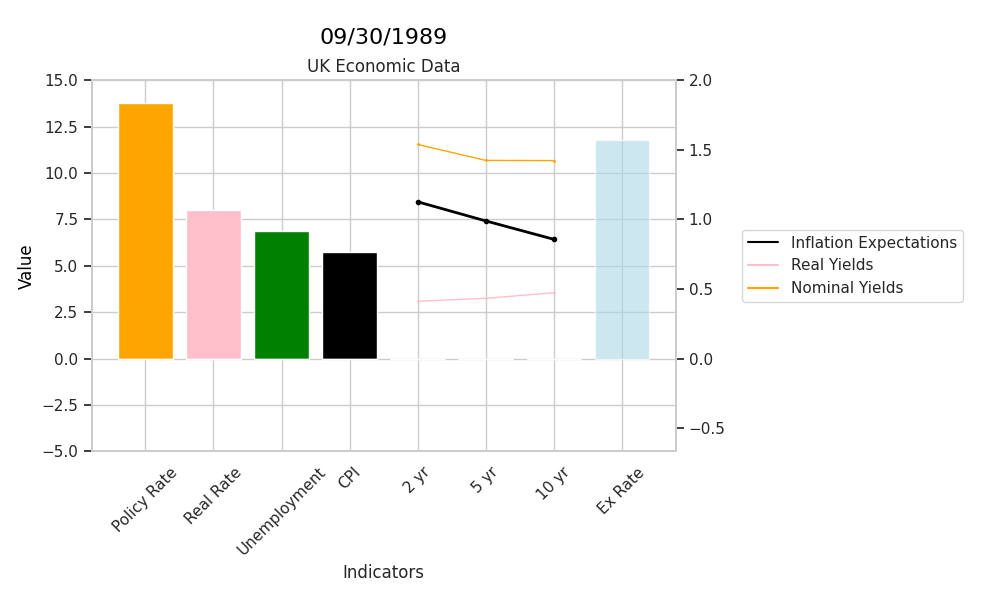 09/30/1989
UK Economic Data
15.0
12.5
10.0
7.5
5.0
2.5
0.0
−2.5
−5.0
Value
2.0
1.5
1.0
0.5
0.0
−0.5
Inflation Expectations
Real Yields
Nominal Yields
Policy Rate
Real Rate
Unemployment
CPI
2 yr
5 yr
10 yr
Ex Rate
Indicators